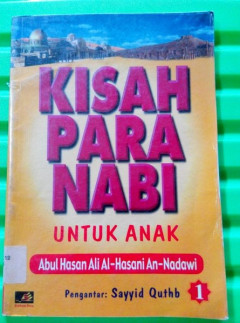 KISAH
PARA
NABI
UNTUK ANAK
Abul Hasan Ali Al-Hasani An-Nadawi
Pengantar: Sayyid Quthb 1